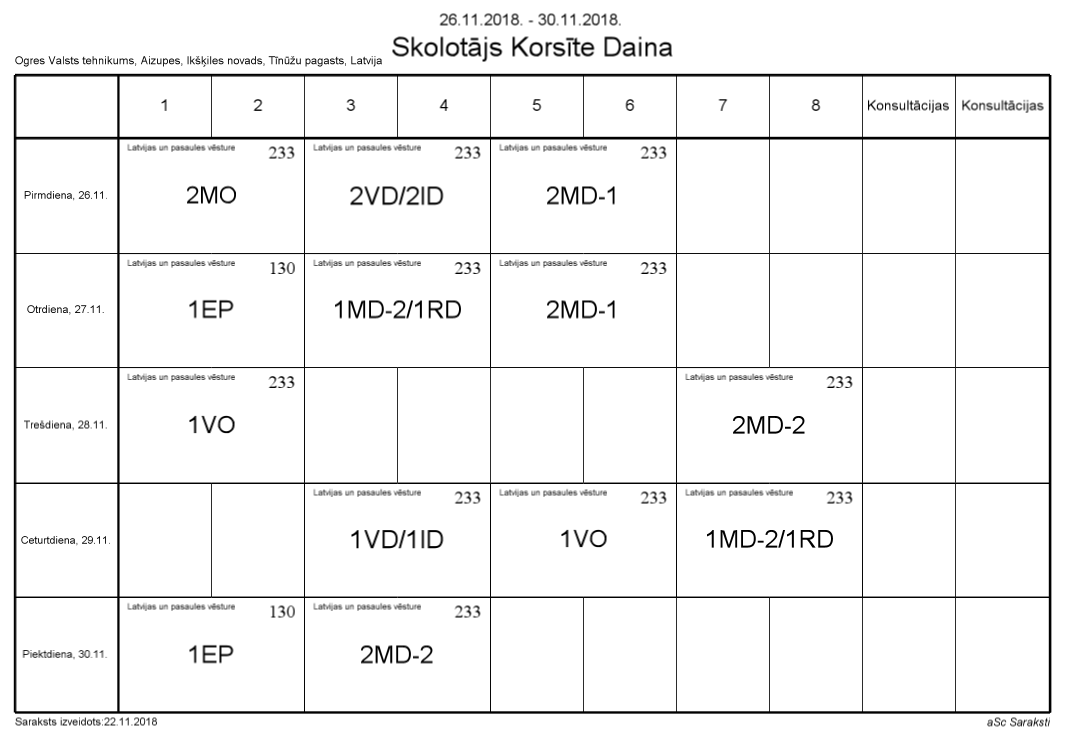 26.11.2018. - 30.11.2018.
Skolotājs Korsīte Daina
Ogres Valsts tehnikums, Aizupes, Ikšķiles novads, Tīnūžu pagasts, Latvija
1 2 3 4 5 6 7 8 Konsultācijas Konsultācijas
Latvijas un pasaules vēsture 233 Latvijas un pasaules vēsture 233 Latvijas un pasaules vēsture 233
Pirmdiena, 26.11. 2MO 2VD/2ID 2MD-1
Latvijas un pasaules vēsture 130 Latvijas un pasaules vēsture 233 Latvijas un pasaules vēsture 233
Otrdiena, 27.11. 1EP 1MD-2/1RD 2MD-1
Latvijas un pasaules vēsture 233 Latvijas un pasaules vēsture 233
Trešdiena, 28.11. 1VO 2MD-2
Latvijas un pasaules vēsture 233 Latvijas un pasaules vēsture 233 Latvijas un pasaules vēsture 233
Ceturtdiena, 29.11. 1VD/1ID 1VO 1MD-2/1RD
Latvijas un pasaules vēsture 130 Latvijas un pasaules vēsture 233
Piektdiena, 30.11. 1EP 2MD-2
Saraksts izveidots:22.11.2018 aSc Saraksti